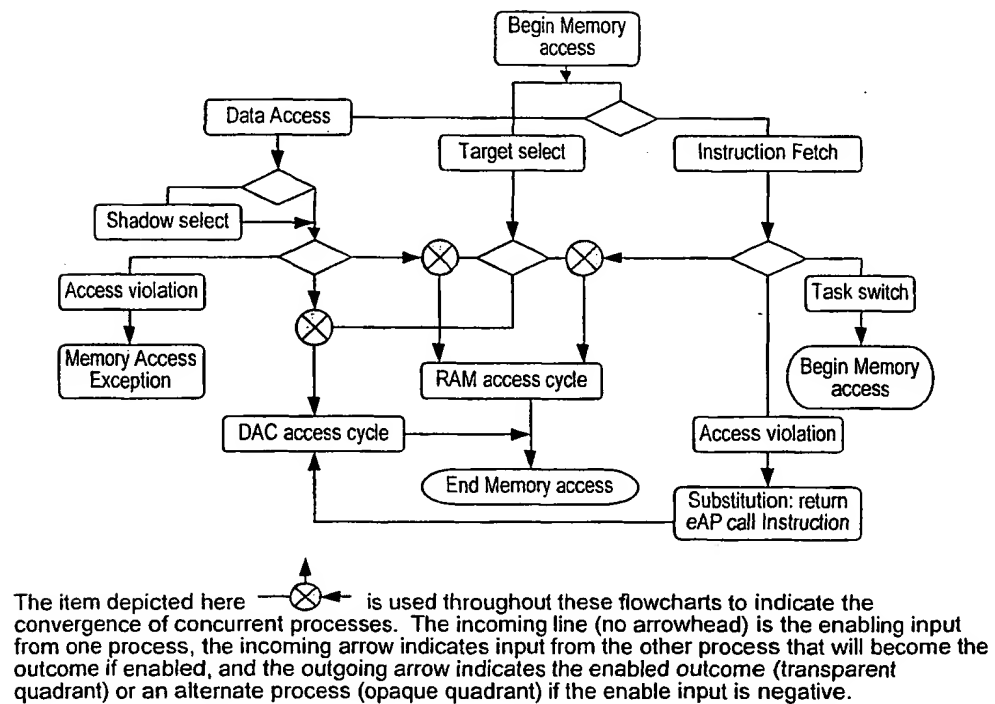 Begin Memory
access
Data Access
Target select
Instruction Fetch
Shadow select
Access violation
Task switch
Memory Access
Exception
RAM access cycle
Begin Memory
access
DAC access cycle
Access violation
End Memory access
Substitution: return
eAP call Instruction
The item depicted here is used throughout these flowcharts to indicate the
convergence of concurrent processes. The incoming line (no arrowhead) is the enabling input
from one process, the incoming arrow indicates input from the other process that will become the
outcome if enabled, and the outgoing arrow indicates the enabled outcome (transparent
quadrant) or an alternate process (opaque quadrant) if the enable input is negative.